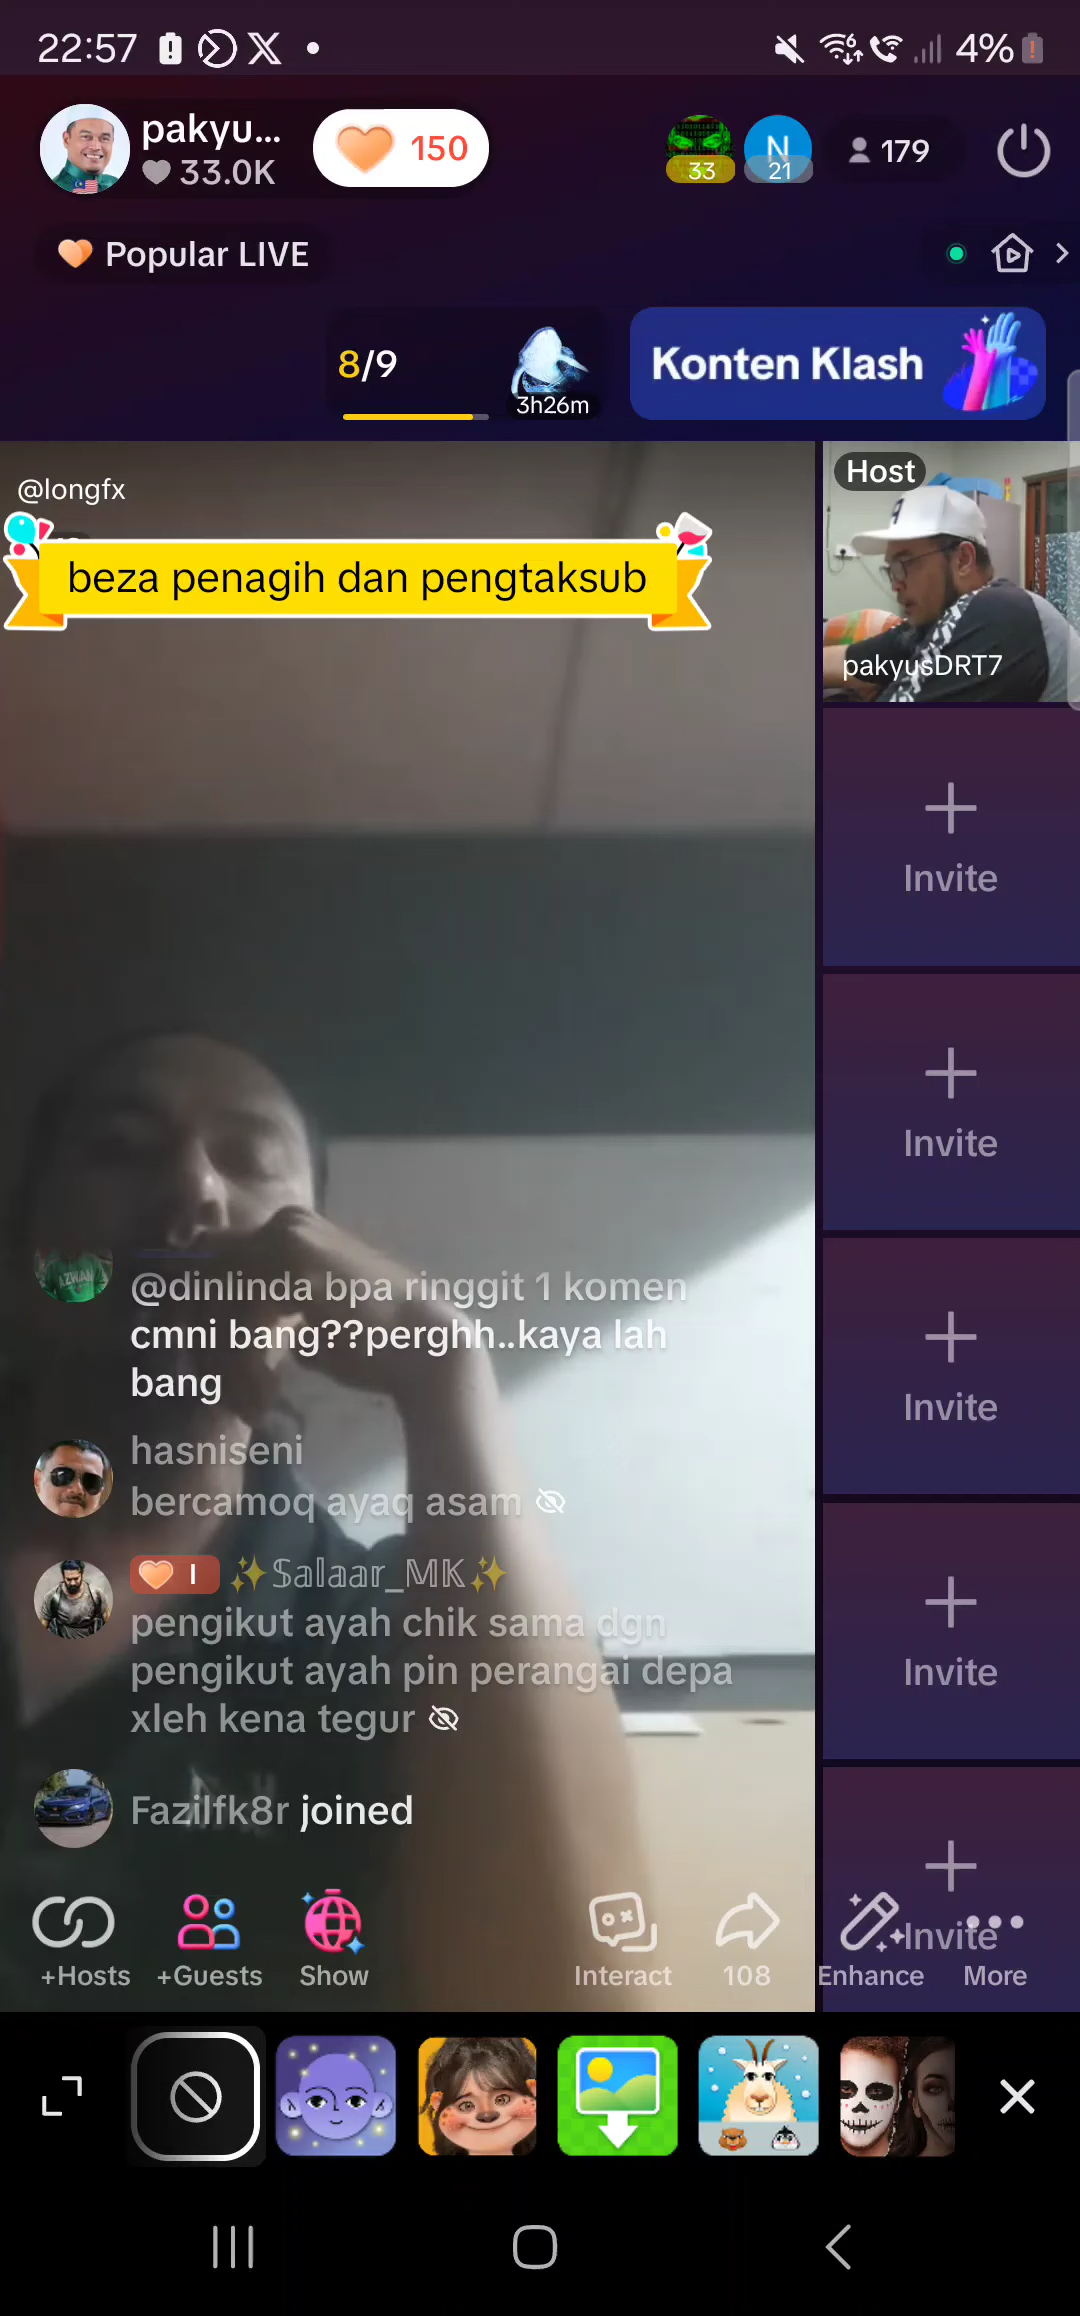 22:57
4%
pakyu...
33.0K
150
33
N
21
179
Popular LIVE
8/9
3h26m
Konten Klash
@longfx
Host
beza penagih dan pengtaksub
pakyusDRT7
Invite
Invite
@dinlinda bpa ringgit 1 komen
cmni bang??perghh..kaya lah
bang
Invite
hasniseni
bercamoq ayaq asam
I ✨𝕊𝕒𝕝𝕒𝕒𝕣_𝕄𝕂✨
pengikut ayah chik sama dgn
pengikut ayah pin perangai depa
xleh kena tegur
Invite
Fazilfk8r joined
Invite
+Hosts
+Guests
Show
Interact
108
Enhance
More